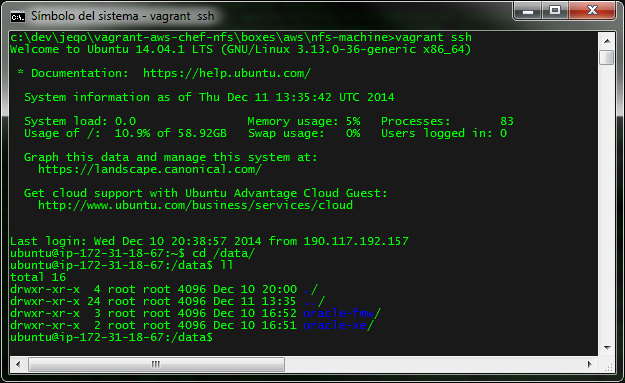 Símbolo del sistema - vagrant ssh
c:\dev\jeqo\vagrant-aws-chef-nfs\boxes\aws\nfs-machine>vagrant ssh
Welcome to Ubuntu 14.04.1 LTS (GNU/Linux 3.13.0-36-generic x86_64)
* Documentation: https://help.ubuntu.com/
System information as of Thu Dec 11 13:35:42 UTC 2014
System load: 0.0 Memory usage: 5% Processes: 83
Usage of /: 10.9% of 58.92GB Swap usage: 0% Users logged in: 0
Graph this data and manage this system at:
https://landscape.canonical.com/
Get cloud support with Ubuntu Advantage Cloud Guest:
http://www.ubuntu.com/business/services/cloud
Last login: Wed Dec 10 20:38:57 2014 from 190.117.192.157
ubuntu@ip-172-31-18-67:~$ cd /data/
ubuntu@ip-172-31-18-67:/data$ ll
total 16
drwxr-xr-x 4 root root 4096 Dec 10 20:00 ./
drwxr-xr-x 24 root root 4096 Dec 11 13:35 ../
drwxr-xr-x 3 root root 4096 Dec 10 16:52 oracle_fmw/
drwxr-xr-x 2 root root 4096 Dec 10 16:51 oracle_xe/
ubuntu@ip-172-31-18-67:/data$